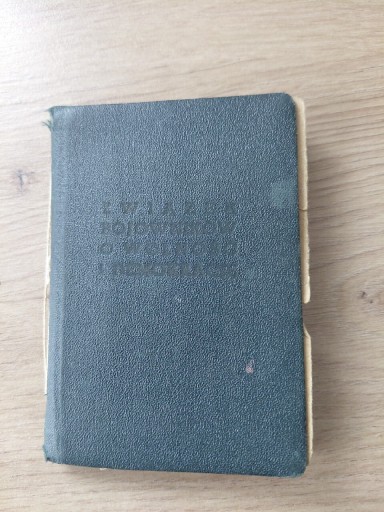 ZWIĄZEK
BOJOWNIKÓW
O WOLNOŚĆ
I DEMOKRACJĘ